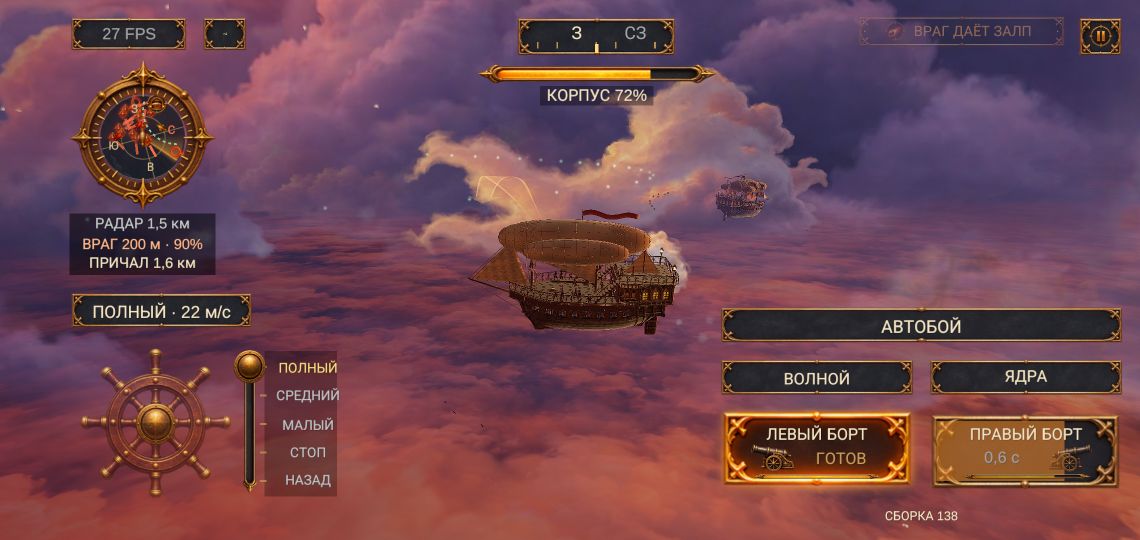 27 FPS
~
З СЗ
ВРАГ ДАЁТ ЗАЛП
КОРПУС 72%
З
С
Ю
В
РАДАР 1,5 км
ВРАГ 200 м · 90%
ПРИЧАЛ 1,6 км
ПОЛНЫЙ · 22 м/с
ПОЛНЫЙ
СРЕДНИЙ
МАЛЫЙ
СТОП
НАЗАД
АВТОБОЙ
ВОЛНОЙ
ЯДРА
ЛЕВЫЙ БОРТ
ГОТОВ
ПРАВЫЙ БОРТ
0,6 с
СБОРКА 138